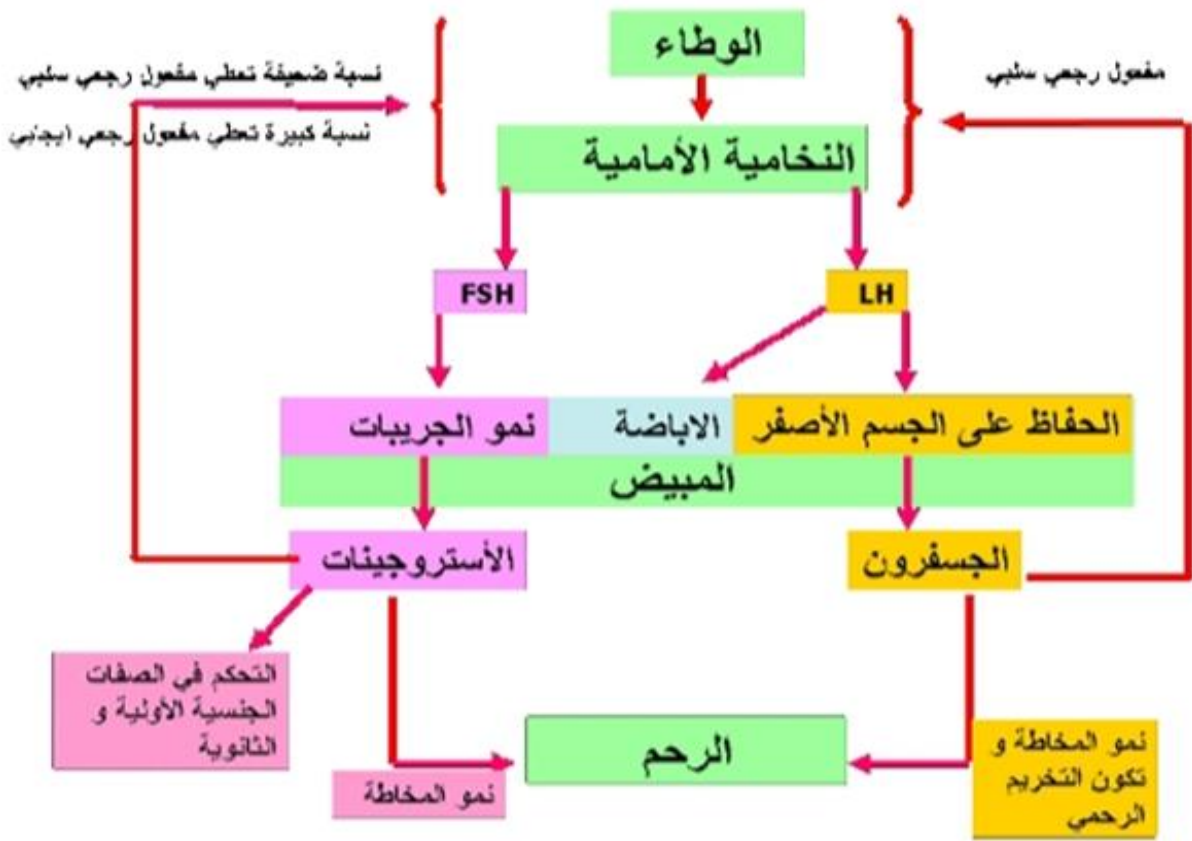 الوطاء
نسبة ضعيفة تعطي مفعول رجعي سلبي
نسبة كبيرة تعطي مفعول رجعي ايجابي
مفعول رجعي سلبي
النخامية الأمامية
FSH
LH
نمو الجريبات
الاباضة
الحفاظ على الجسم الأصفر
المبيض
الأستروجينات
الجسفرون
التحكم في الصفات
الجنسية الأولية و
الثانوية
الرحم
نمو المخاطة
نمو المخاطة و
تكون التخريم
الرحمي